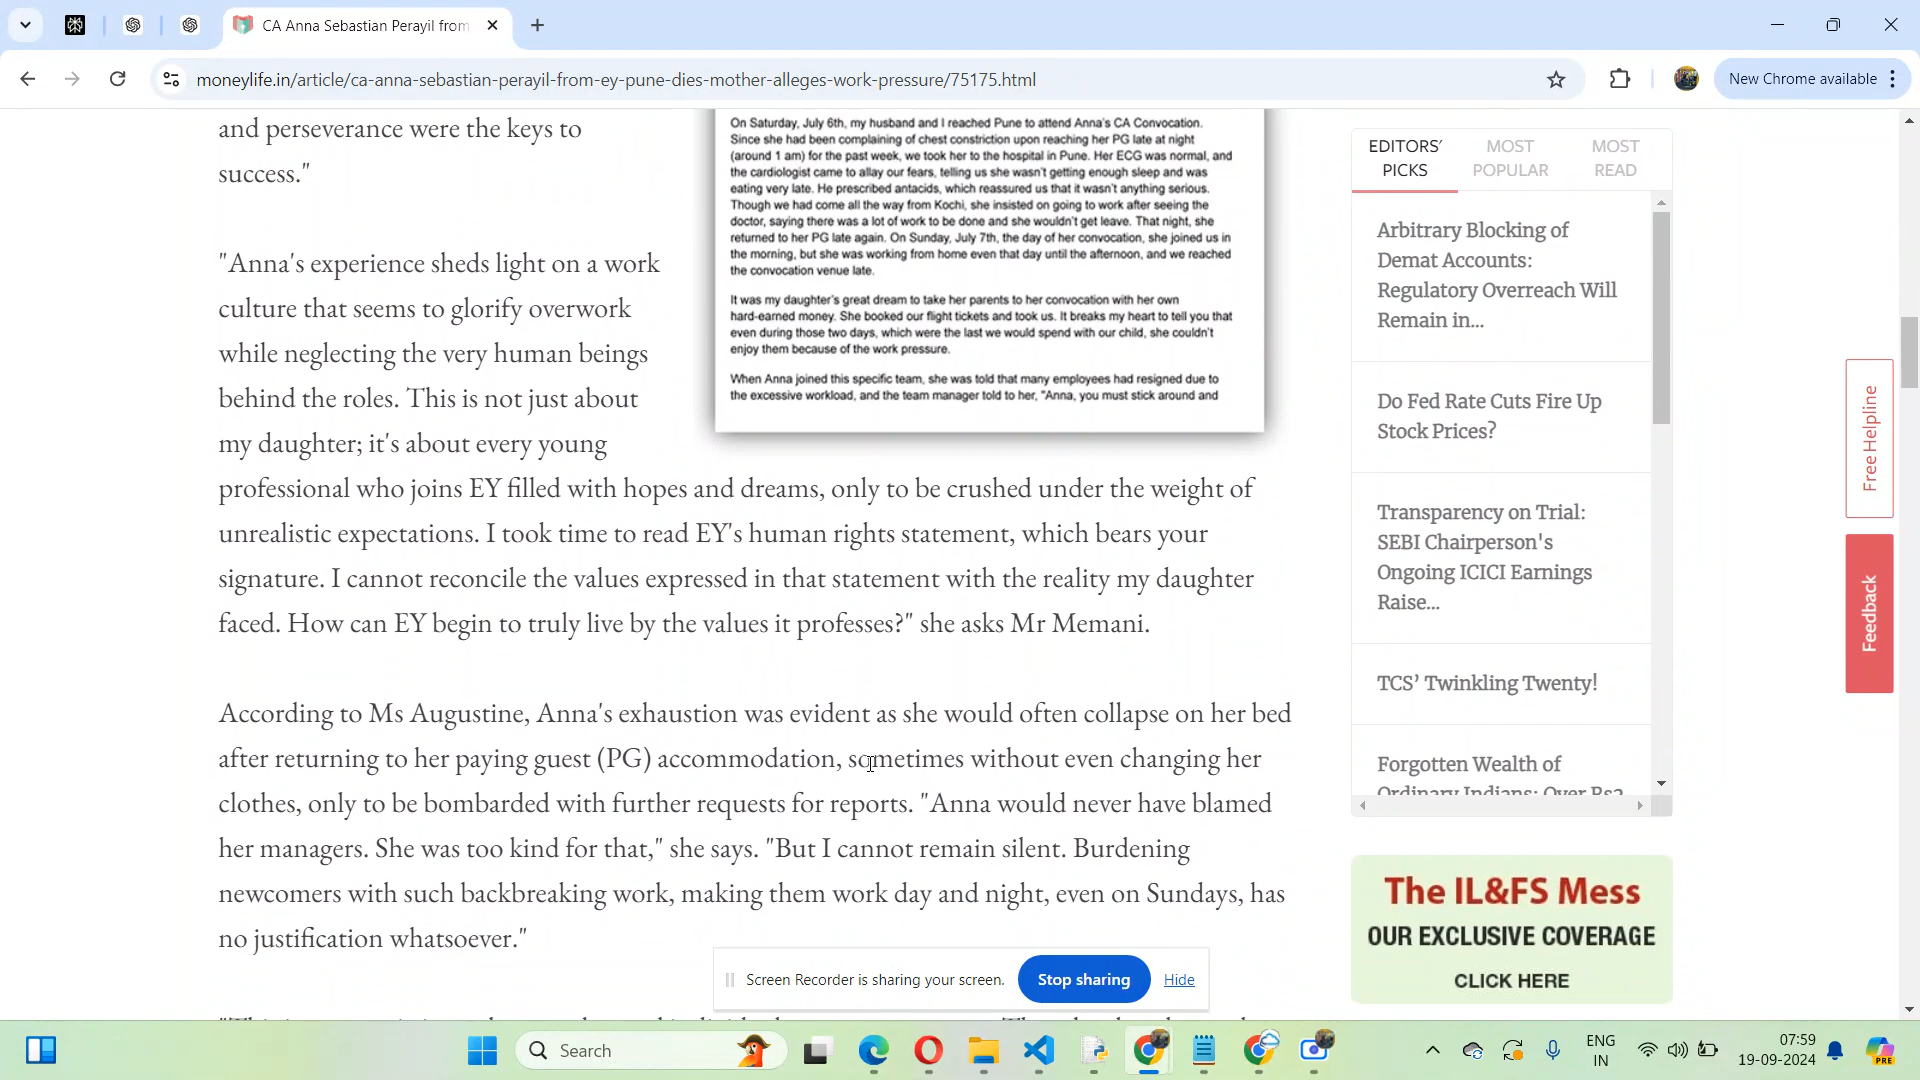 CA Anna Sebastian Perayil from
moneylife.in/article/ca-anna-sebastian-perayil-from-ey-pune-dies-mother-alleges-work-pressure/75175.html
New Chrome available
and perseverance were the keys to
success."
"Anna's experience sheds light on a work
culture that seems to glorify overwork
while neglecting the very human beings
behind the roles. This is not just about
my daughter; it's about every young
professional who joins EY filled with hopes and dreams, only to be crushed under the weight of
unrealistic expectations. I took time to read EY's human rights statement, which bears your
signature. I cannot reconcile the values expressed in that statement with the reality my daughter
faced. How can EY begin to truly live by the values it professes?" she asks Mr Memani.
According to Ms Augustine, Anna's exhaustion was evident as she would often collapse on her bed
after returning to her paying guest (PG) accommodation, sometimes without even changing her
clothes, only to be bombarded with further requests for reports. "Anna would never have blamed
her managers. She was too kind for that," she says. "But I cannot remain silent. Burdening
newcomers with such backbreaking work, making them work day and night, even on Sundays, has
no justification whatsoever."
On Saturday, July 6th, my husband and I reached Pune to attend Anna's CA Convocation.
Since she had been complaining of chest constriction upon reaching her PG late at night
(around 1 am) for the past week, we took her to the hospital in Pune. Her ECG was normal, and
the cardiologist came to allay our fears, telling us she wasn't getting enough sleep and was
eating very late. He prescribed antacids, which reassured us that it wasn't anything serious.
Though we had come all the way from Kochi, she insisted on going to work after seeing the
doctor, saying there was a lot of work to be done and she wouldn't get leave. That night, she
returned to her PG late again. On Sunday, July 7th, the day of her convocation, she joined us in
the morning, but she was working from home even that day until the afternoon, and we reached
the convocation venue late.
It was my daughter's great dream to take her parents to her convocation with her own
hard-earned money. She booked our flight tickets and took us. It breaks my heart to tell you that
even during those two days, which were the last we would spend with our child, she couldn't
enjoy them because of the work pressure.
When Anna joined this specific team, she was told that many employees had resigned due to
the excessive workload, and the team manager told to her, "Anna, you must stick around and
EDITORS' PICKS
MOST POPULAR
MOST READ
Arbitrary Blocking of
Demat Accounts:
Regulatory Overreach Will
Remain in...
Do Fed Rate Cuts Fire Up
Stock Prices?
Transparency on Trial:
SEBI Chairperson's
Ongoing ICICI Earnings
Raise...
TCS' Twinkling Twenty!
Forgotten Wealth of
Ordinary Indians: Over Rs2
The IL&FS Mess
OUR EXCLUSIVE COVERAGE
CLICK HERE
Free Helpline
Feedback
Screen Recorder is sharing your screen.
Stop sharing
Hide
Search
ENG
IN
07:59
19-09-2024
PRE